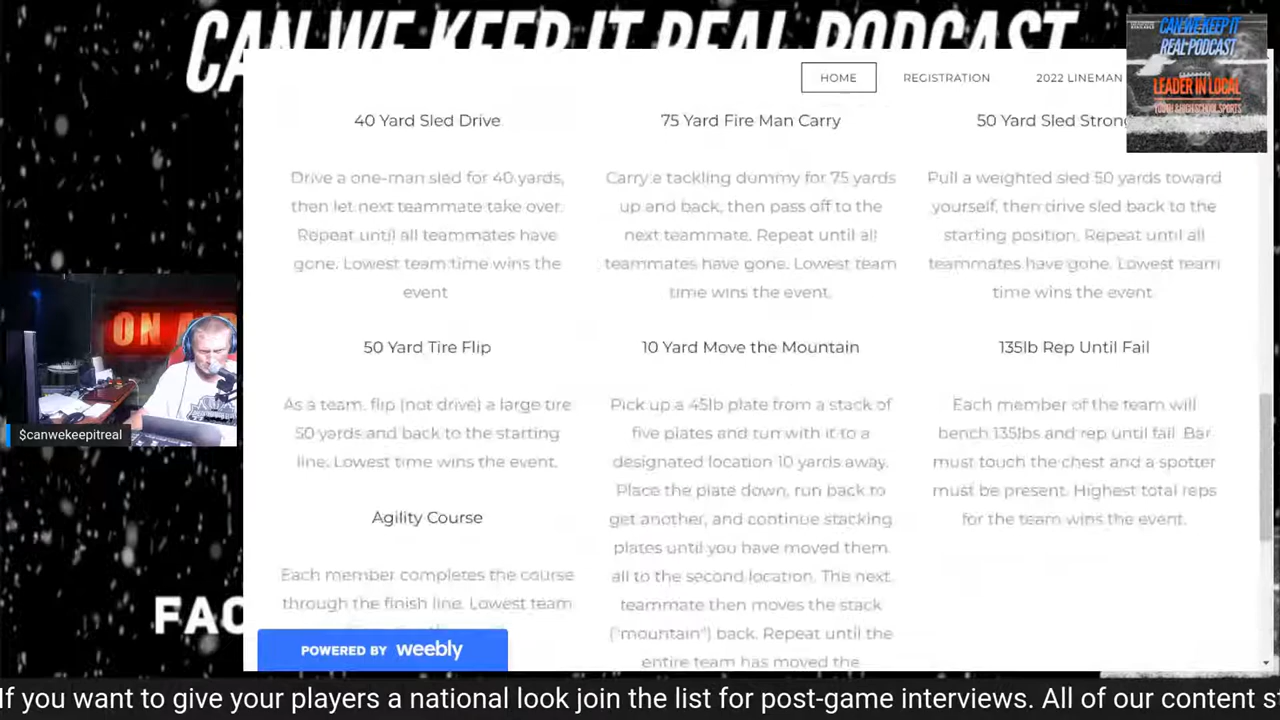 CAN WE KEEP IT REAL PODCAST
HOME
REGISTRATION
2022 LINEMAN
CAN WE KEEP IT
REAL PODCAST
LEADER IN LOCAL
YOUTH & HIGH SCHOOL SPORTS
40 Yard Sled Drive
Drive a one-man sled for 40 yards,
then let next teammate take over.
Repeat until all teammates have
gone. Lowest team time wins the
event
75 Yard Fire Man Carry
Carry a tackling dummy for 75 yards
up and back, then pass off to the
next teammate. Repeat until all
teammates have gone. Lowest team
time wins the event.
50 Yard Sled Stron
Pull a weighted sled 50 yards toward
yourself, then drive sled back to the
starting position. Repeat until all
teammates have gone. Lowest team
time wins the event.
50 Yard Tire Flip
As a team, flip (not drive) a large tire
50 yards and back to the starting
line. Lowest time wins the event.
10 Yard Move the Mountain
Pick up a 45lb plate from a stack of
five plates and run with it to a
designated location 10 yards away.
Place the plate down, run back to
get another, and continue stacking
plates until you have moved them
all to the second location. The next
teammate then moves the stack
("mountain") back. Repeat until the
entire team has moved the
135lb Rep Until Fail
Each member of the team will
bench 135lbs and rep until fail. Bar
must touch the chest and a spotter
must be present. Highest total reps
for the team wins the event.
Agility Course
Each member completes the course
through the finish line. Lowest team
ON AI
$canwekeepitreal
FAC
POWERED BY weebly
If you want to give your players a national look join the list for post-game interviews. All of our content s